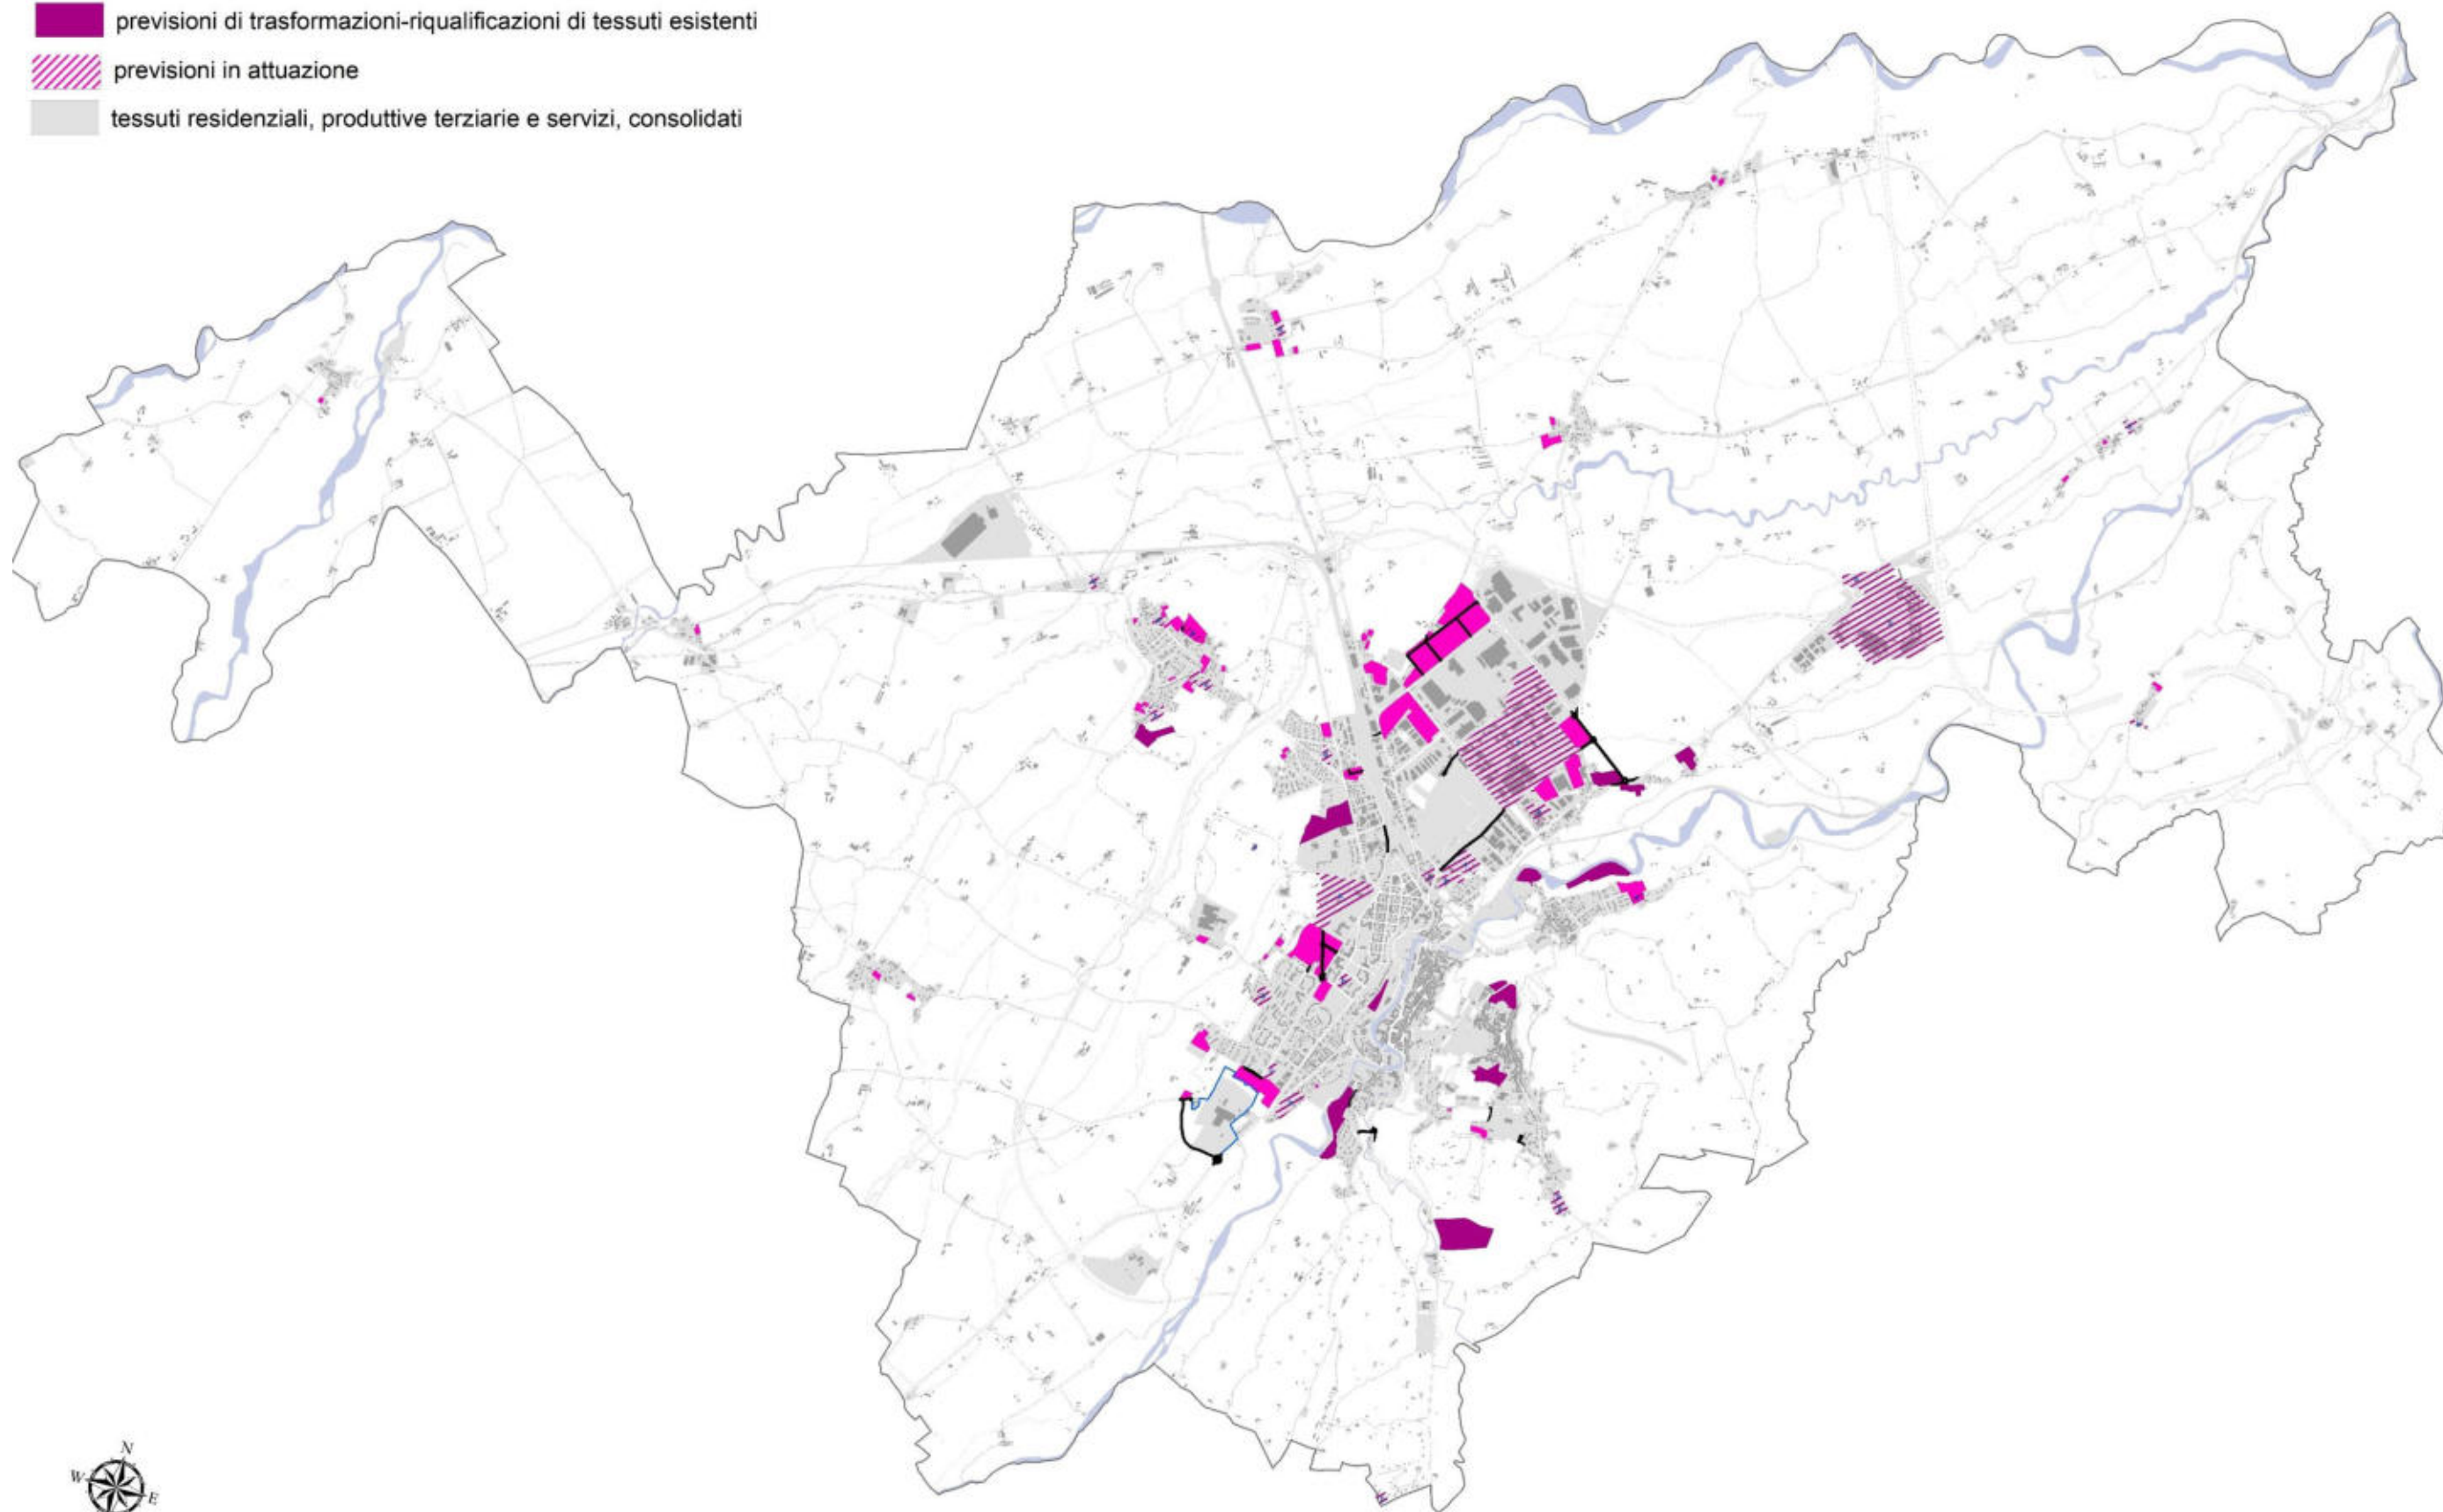 previsioni di trasformazioni-riqualificazioni di tessuti esistenti
previsioni in attuazione
tessuti residenziali, produttive terziarie e servizi, consolidati
N
W
E